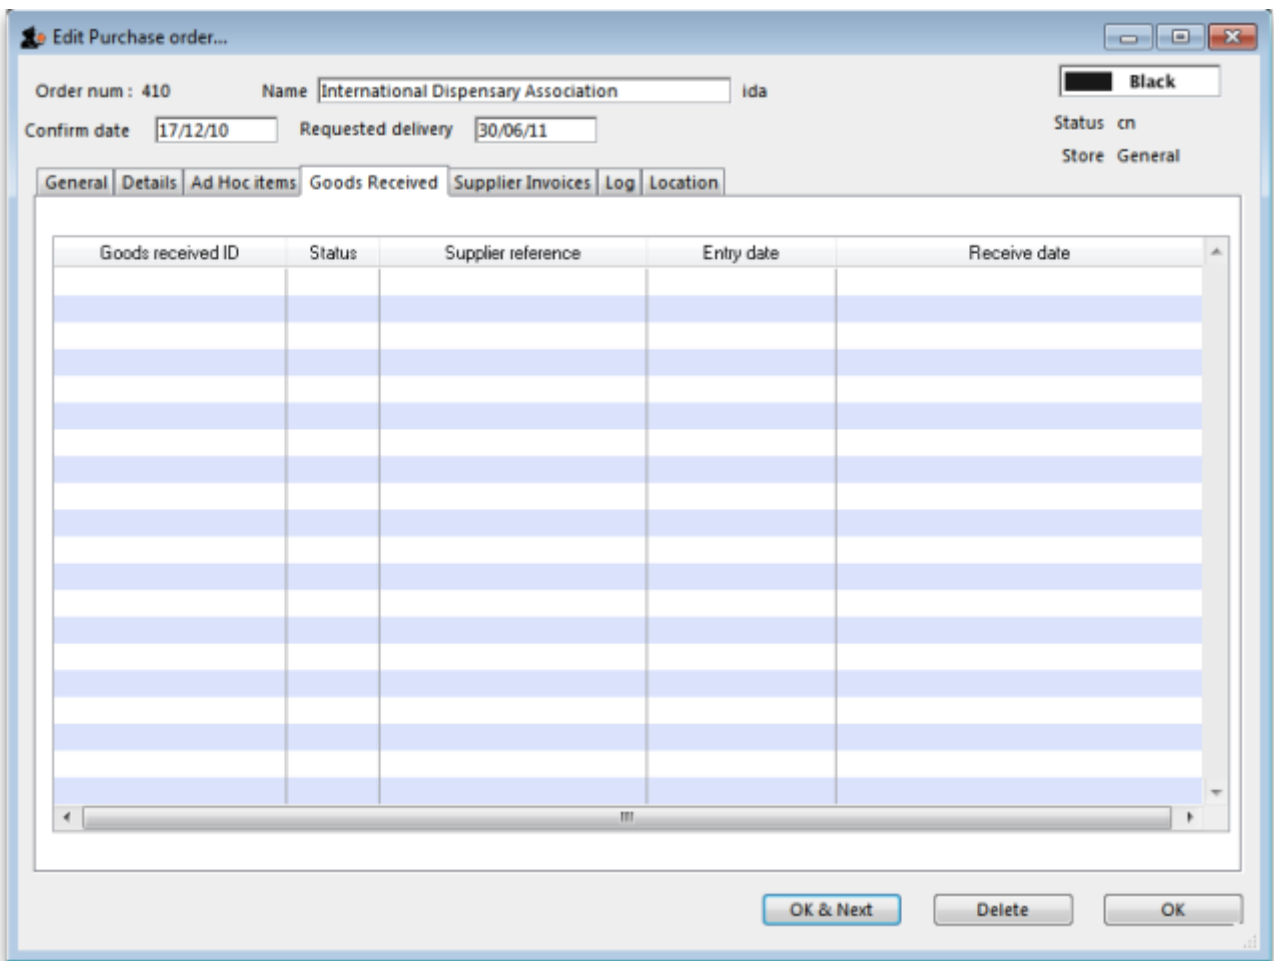 Edit Purchase order...
Order num : 410 Name International Dispensary Association ida Black
Confirm date 17/12/10 Requested delivery 30/06/11 Status cn
Store General
General Details Ad Hoc items Goods Received Supplier Invoices Log Location
Goods received ID Status Supplier reference Entry date Receive date
OK & Next Delete OK